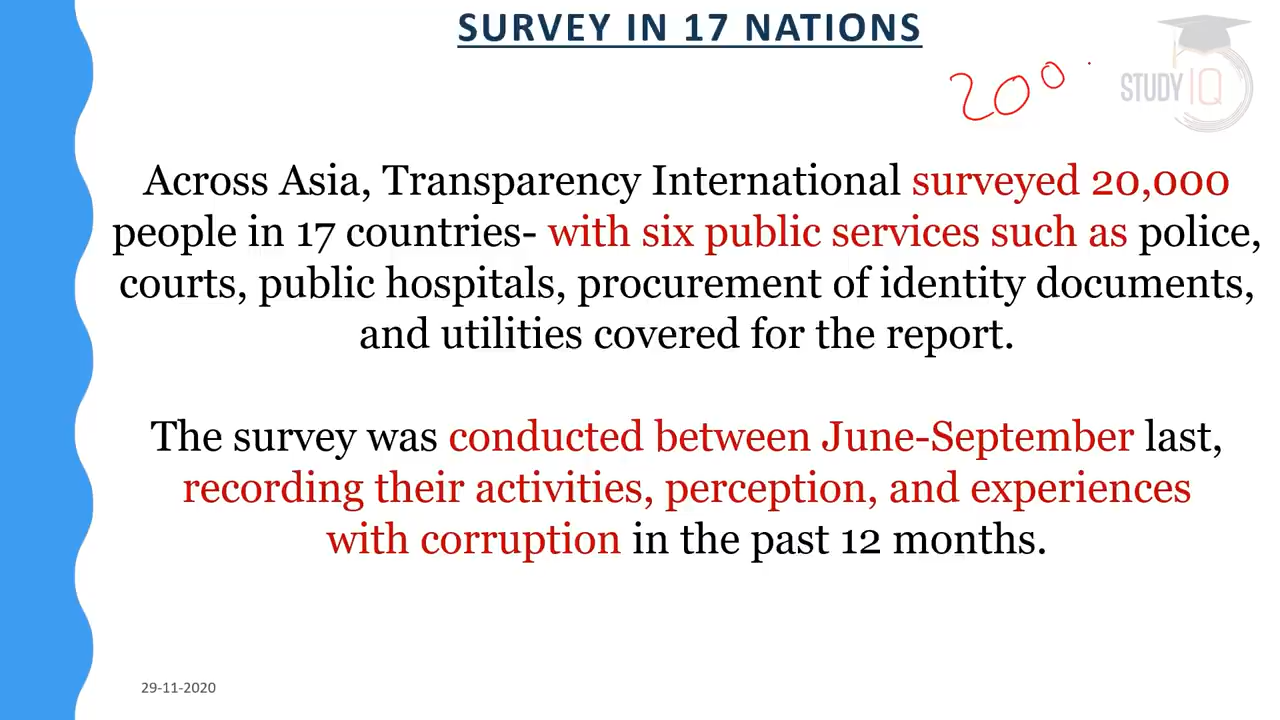 SURVEY IN 17 NATIONS
200
STUDY IQ
Across Asia, Transparency International surveyed 20,000
people in 17 countries- with six public services such as police,
courts, public hospitals, procurement of identity documents,
and utilities covered for the report.
The survey was conducted between June-September last,
recording their activities, perception, and experiences
with corruption in the past 12 months.
29-11-2020